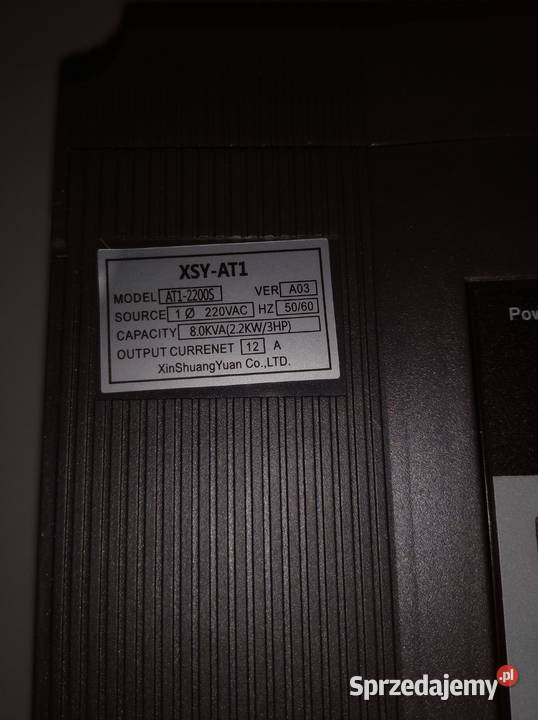 XSY-AT1
MODEL AT1-2200S VER A03
SOURCE 1 Ø 220VAC HZ 50/60
CAPACITY 8.0KVA(2.2KW/3HP)
OUTPUT CURRENET 12 A
XinShuangYuan Co.,LTD.
Pow
Sprzedajemy.pl